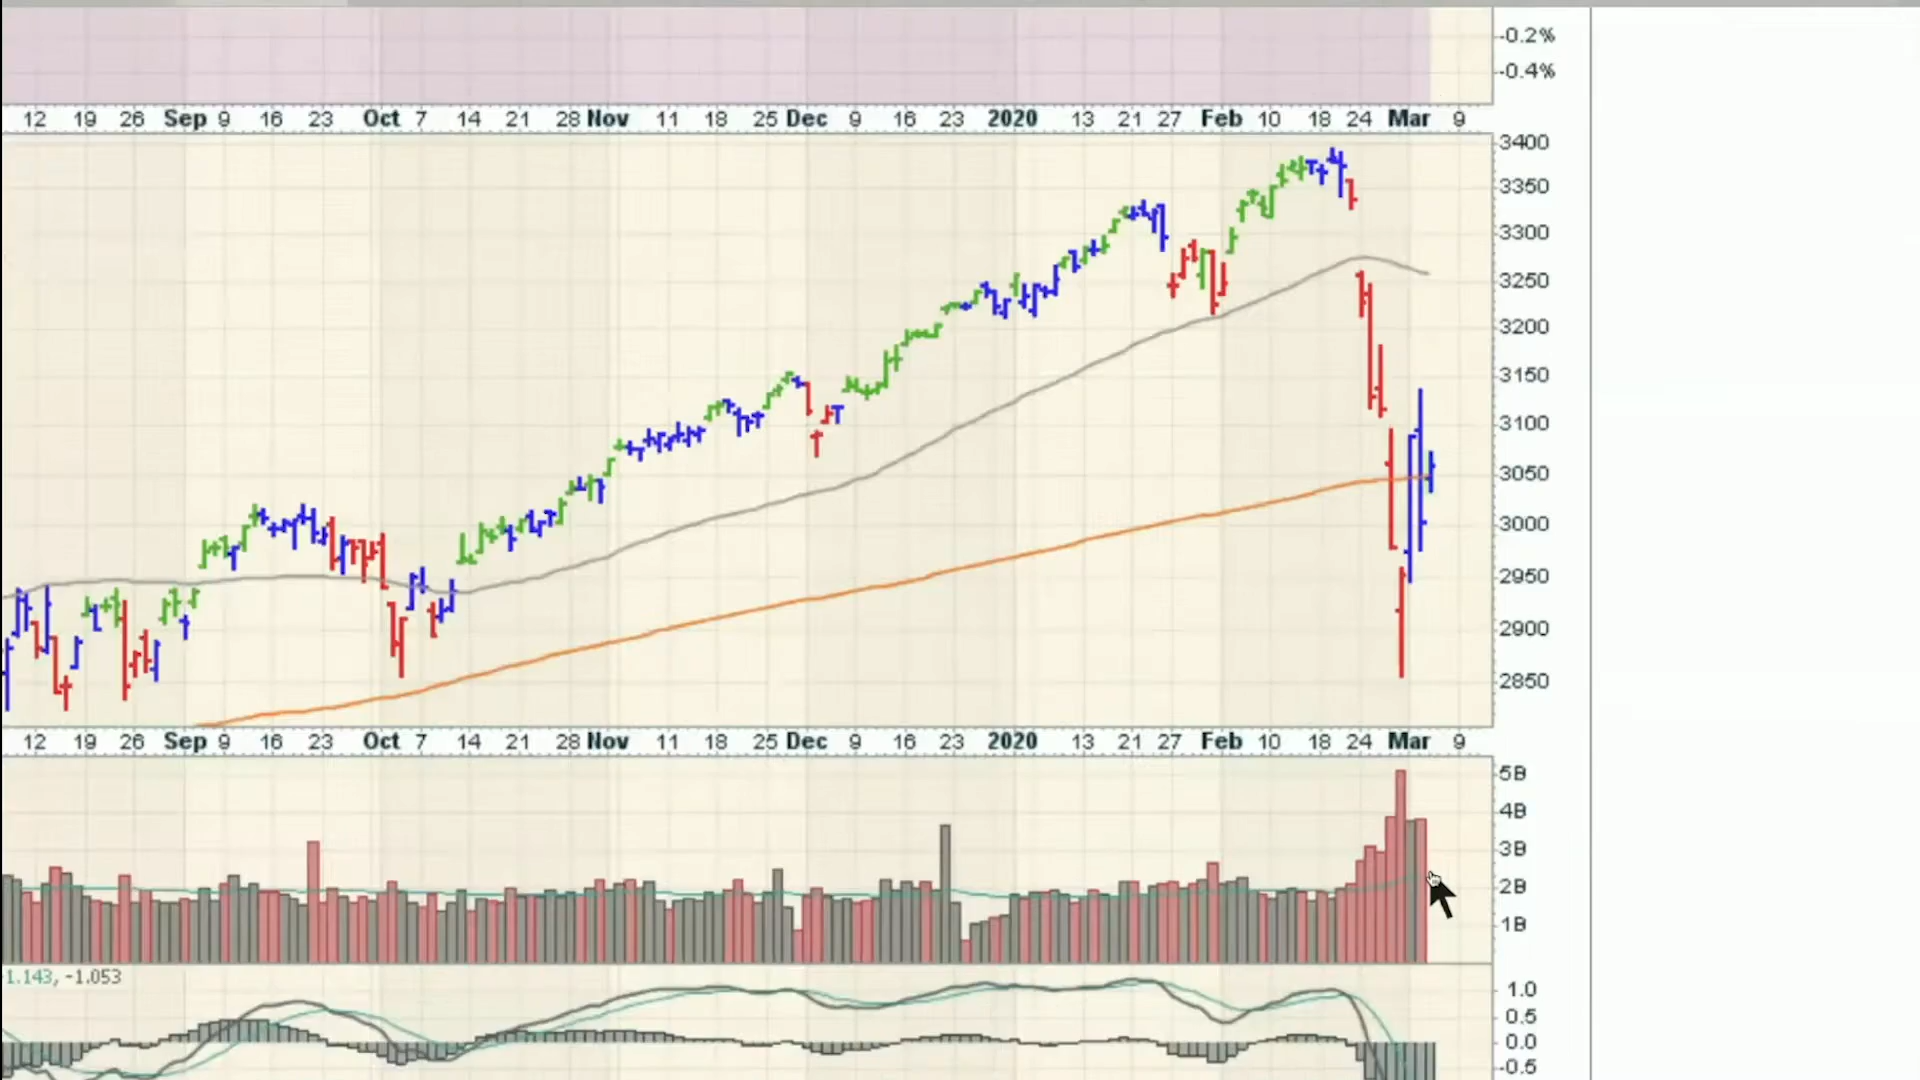 -0.2%
-0.4%
12 19 26 Sep 9 16 23 Oct 7 14 21 28 Nov 11 18 25 Dec 9 16 23 2020 13 21 27 Feb 10 18 24 Mar 9
3400
3350
3300
3250
3200
3150
3100
3050
3000
2950
2900
2850
12 19 26 Sep 9 16 23 Oct 7 14 21 28 Nov 11 18 25 Dec 9 16 23 2020 13 21 27 Feb 10 18 24 Mar 9
5B
4B
3B
2B
1B
1.143, -1.053
1.0
0.5
0.0
-0.5